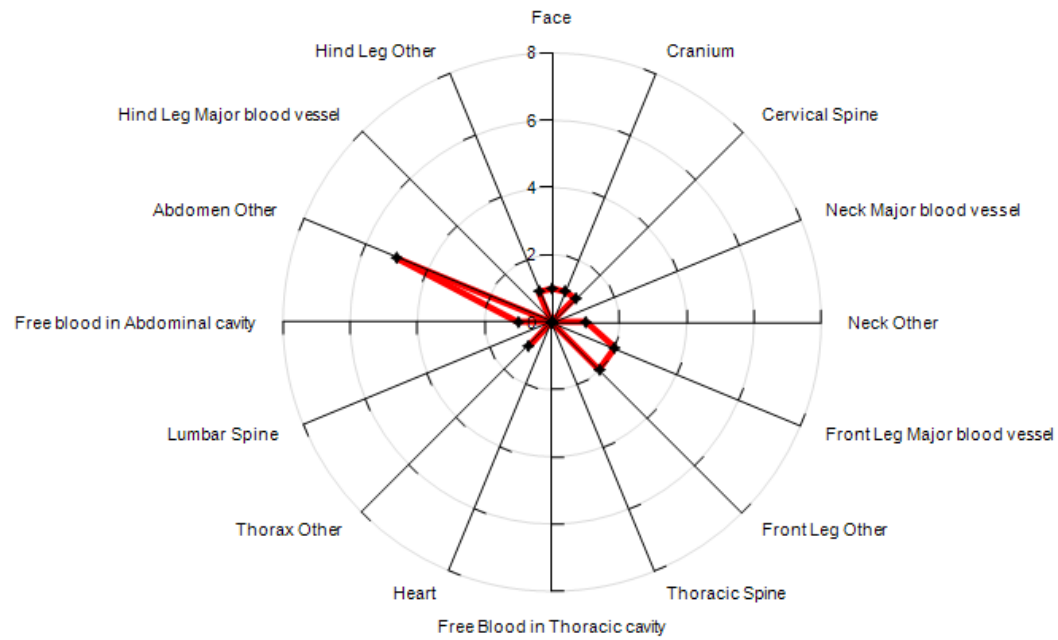 Face
Hind Leg Other
Cranium
8
Hind Leg Major blood vessel
Cervical Spine
6
4
Abdomen Other
Neck Major blood vessel
2
Free blood in Abdominal cavity
0
Neck Other
Lumbar Spine
Front Leg Major blood vessel
Thorax Other
Front Leg Other
Heart
Thoracic Spine
Free Blood in Thoracic cavity